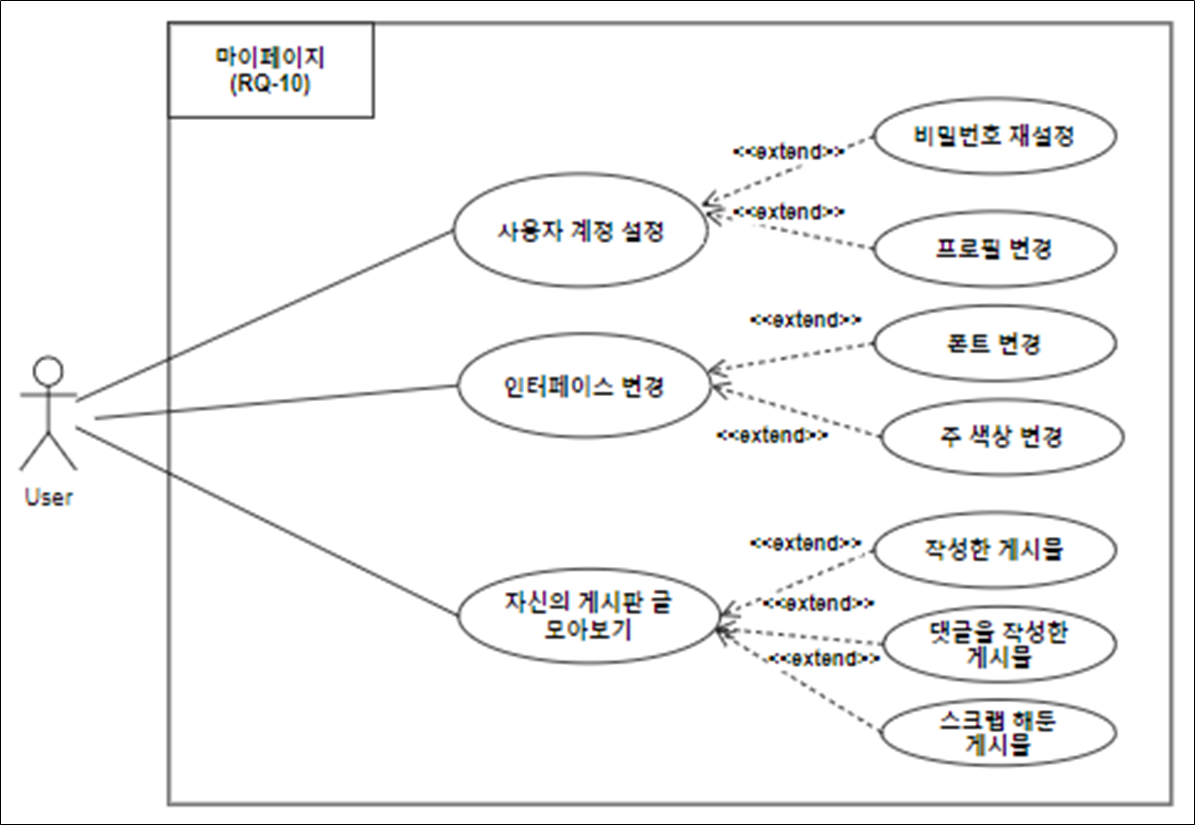 마이페이지
(RQ-10)
<<extend>>
비밀번호 재설정
사용자 계정 설정
<<extend>>
프로필 변경
<<extend>>
폰트 변경
인터페이스 변경
<<extend>>
주 색상 변경
User
<<extend>>
작성한 게시물
자신의 게시판 글
모아보기
<<extend>>
댓글을 작성한
게시물
<<extend>>
스크랩 해둔
게시물